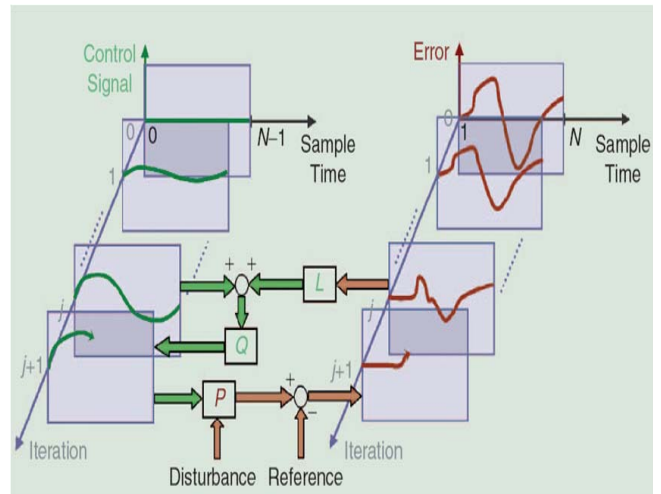 Control
Signal
0
0
N–1
Sample
Time
1
j
j+1
Iteration
Error
0
1
N
Sample
Time
1
j
j+1
Iteration
+ +
L
Q
P
+
−
Disturbance
Reference